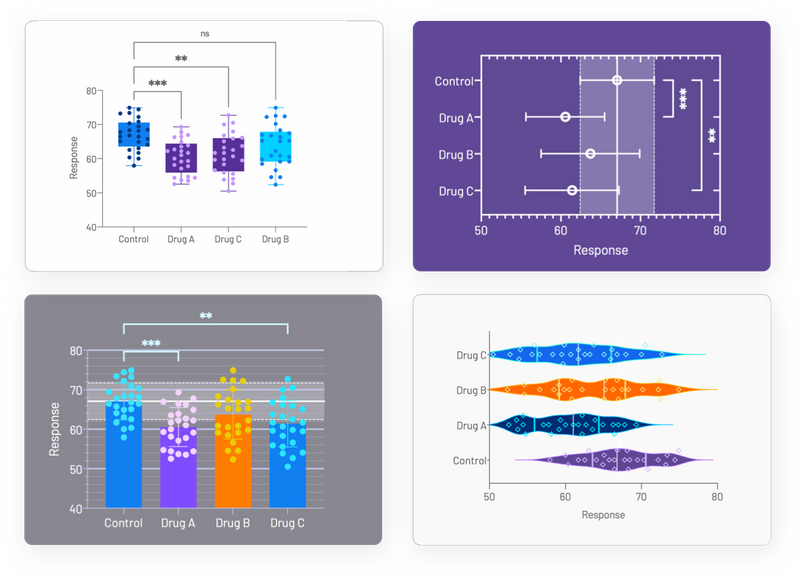 ns
**
***
80
70
60
50
40
Response
Control
Drug A
Drug C
Drug B
Control
Drug A
Drug B
Drug C
***
**
50
60
70
80
Response
**
***
80
70
60
50
40
Response
Control
Drug A
Drug B
Drug C
Drug C
Drug B
Drug A
Control
50
60
70
80
Response